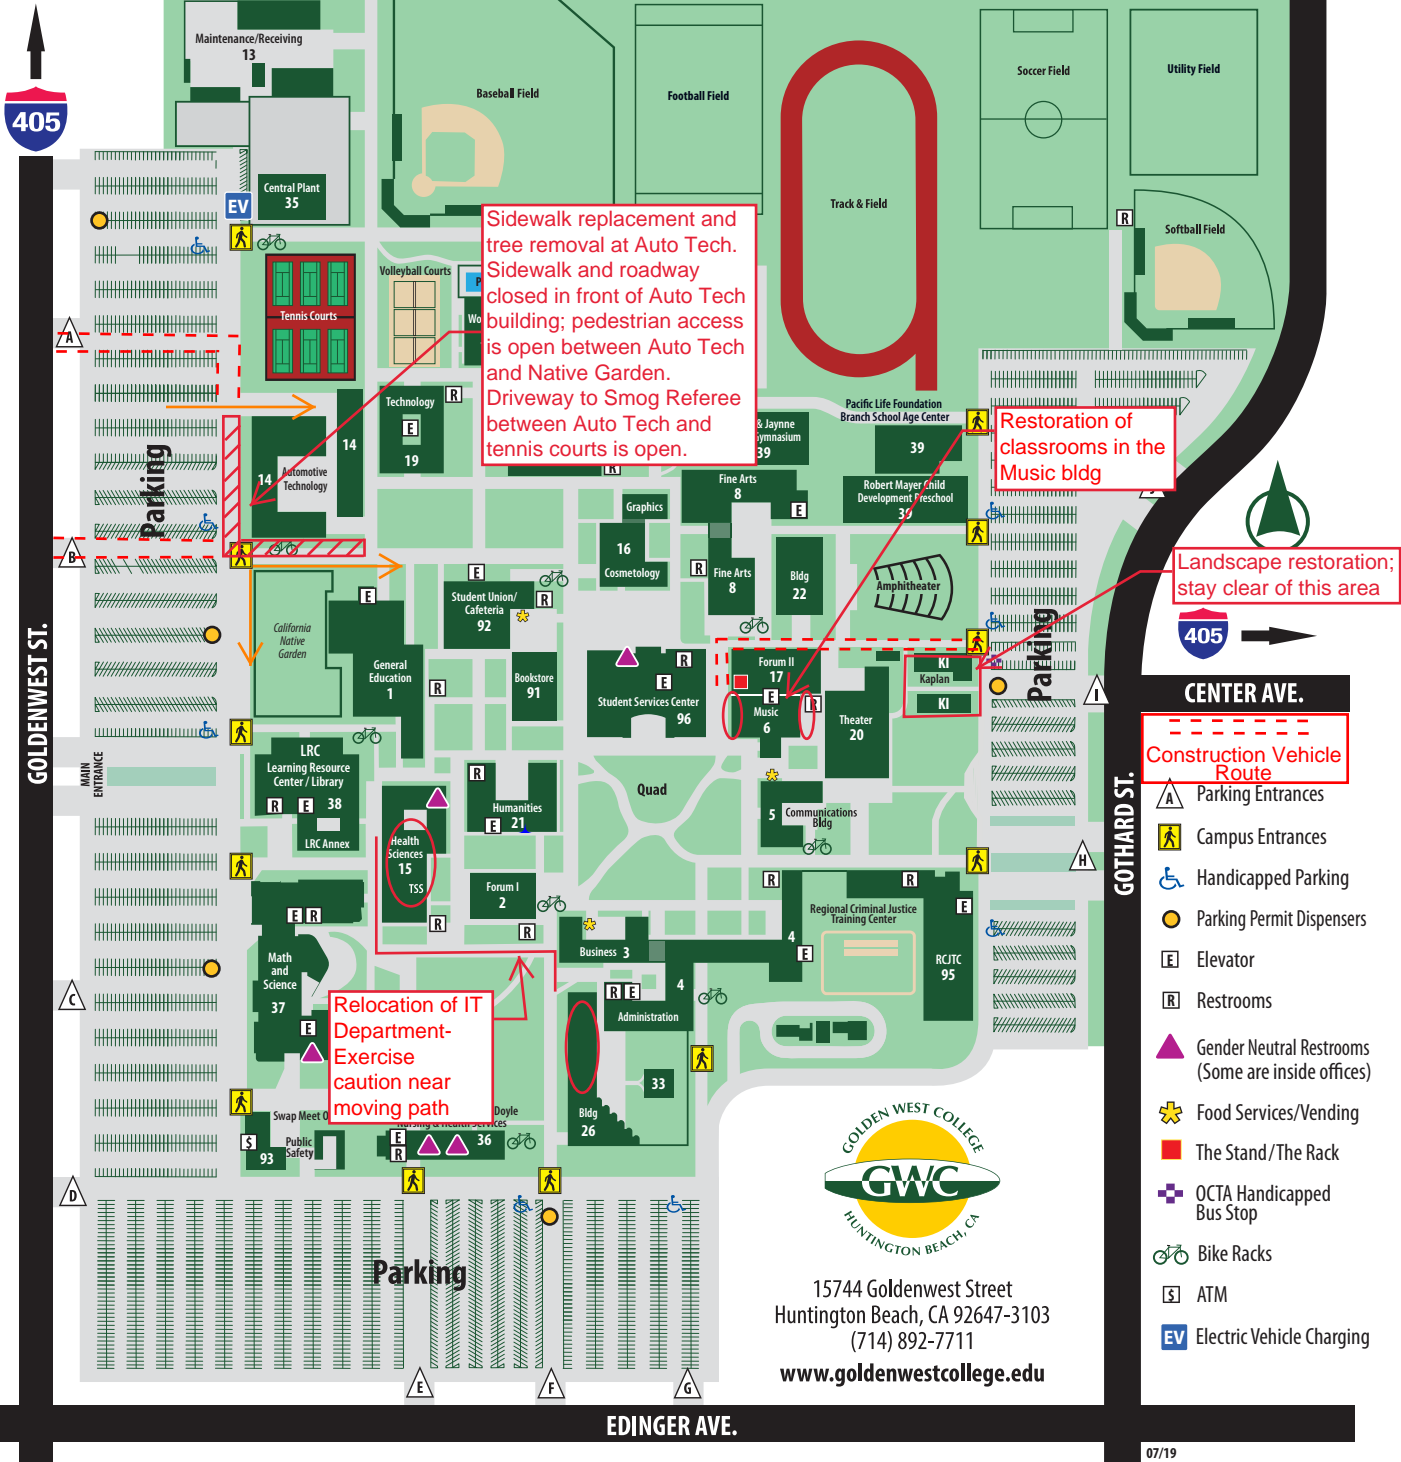 405
Maintenance/Receiving
13
Baseball Field
Football Field
Soccer Field
Utility Field
Central Plant
35
EV
Track & Field
R
Softball Field
Volleyball Courts
Tennis Courts
Sidewalk replacement and
tree removal at Auto Tech.
Sidewalk and roadway
closed in front of Auto Tech
building; pedestrian access
is open between Auto Tech
and Native Garden.
Driveway to Smog Referee
between Auto Tech and
tennis courts is open.
A
Technology
R
E
19
14
14
Automotive
Technology
Parking
B
& Jaynne
39
Pacific Life Foundation
Branch School Age Center
39
Restoration of
classrooms in the
Music bldg
Robert Mayer Child
Development Preschool
Fine Arts
8
E
R
Graphics
16
Cosmetology
R
Fine Arts
8
Bldg
22
Amphitheater
Landscape restoration;
stay clear of this area
405
E
Student Union/
Cafeteria
92
R
E
California
Native
Garden
General
Education
1
R
Bookstore
91
R
E
Student Services Center
96
Forum II
17
E
R
Music
6
Theater
20
KI
Kaplan
KI
Parking
I
GOLDENWEST ST.
MAIN
ENTRANCE
LRC
Learning Resource
Center / Library
R
E
38
LRC Annex
R
Humanities
E
21
Quad
5
Communications
Bldg
Health
Sciences
15
TSS
R
Forum I
2
R
E
R
Math
and
Science
37
E
C
Business 3
4
R
E
Administration
R
R
Regional Criminal Justice
Training Center
4
E
E
RCJTC
95
H
GOTHARD ST.
Relocation of IT
Department-
Exercise
caution near
moving path
33
Bldg
26
Swap Meet
$
93
Public
Safety
Doyle
Nursing & Health Services
E
R
36
D
Parking
E
F
G
GOLDEN WEST COLLEGE
GWC
HUNTINGTON BEACH, CA
15744 Goldenwest Street
Huntington Beach, CA 92647-3103
(714) 892-7711
www.goldenwestcollege.edu
EDINGER AVE.
CENTER AVE.
Construction Vehicle
Route
A Parking Entrances
Campus Entrances
Handicapped Parking
Parking Permit Dispensers
E Elevator
R Restrooms
Gender Neutral Restrooms
(Some are inside offices)
Food Services/Vending
The Stand/The Rack
OCTA Handicapped
Bus Stop
Bike Racks
$ ATM
EV Electric Vehicle Charging
07/19